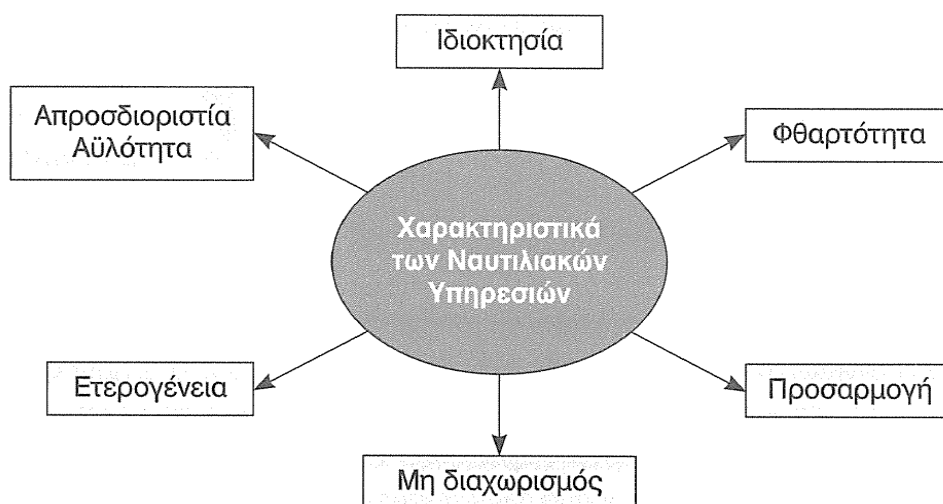 Ιδιοκτησία
Απροσδιοριστία
Αϋλότητα
Φθαρτότητα
Χαρακτηριστικά
των Ναυτιλιακών
Υπηρεσιών
Ετερογένεια
Προσαρμογή
Μη διαχωρισμός